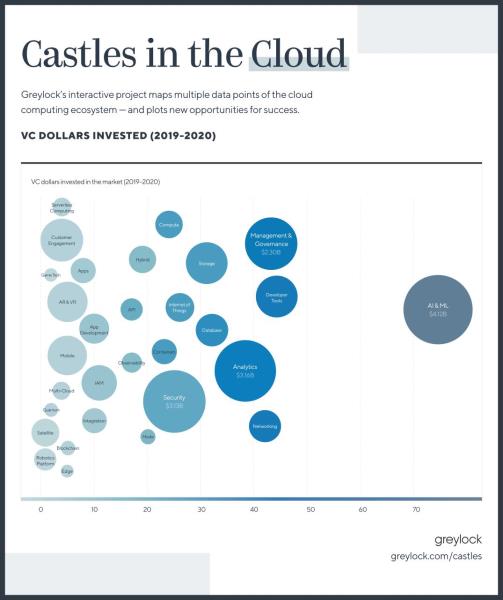 Castles in the Cloud
Greylock's interactive project maps multiple data points of the cloud
computing ecosystem — and plots new opportunities for success.
VC DOLLARS INVESTED (2019-2020)
VC dollars invested in the market (2019-2020)
Serverless
Computing
Customer
Engagement
Compute
Management &
Governance
$2.30B
Hybrid
Storage
GameTech
Apps
AR & VR
API
Internet of
Things
Developer
Tools
AI & ML
$4.12B
App
Development
Database
Mobile
Observability
Containers
Analytics
$3.16B
Multi-Cloud
IAM
Security
$3.13B
Quantum
Integration
Satellite
Media
Networking
Blockchain
Robotics
Platform
Edge
0 10 20 30 40 50 60 70
greylock
greylock.com/castles